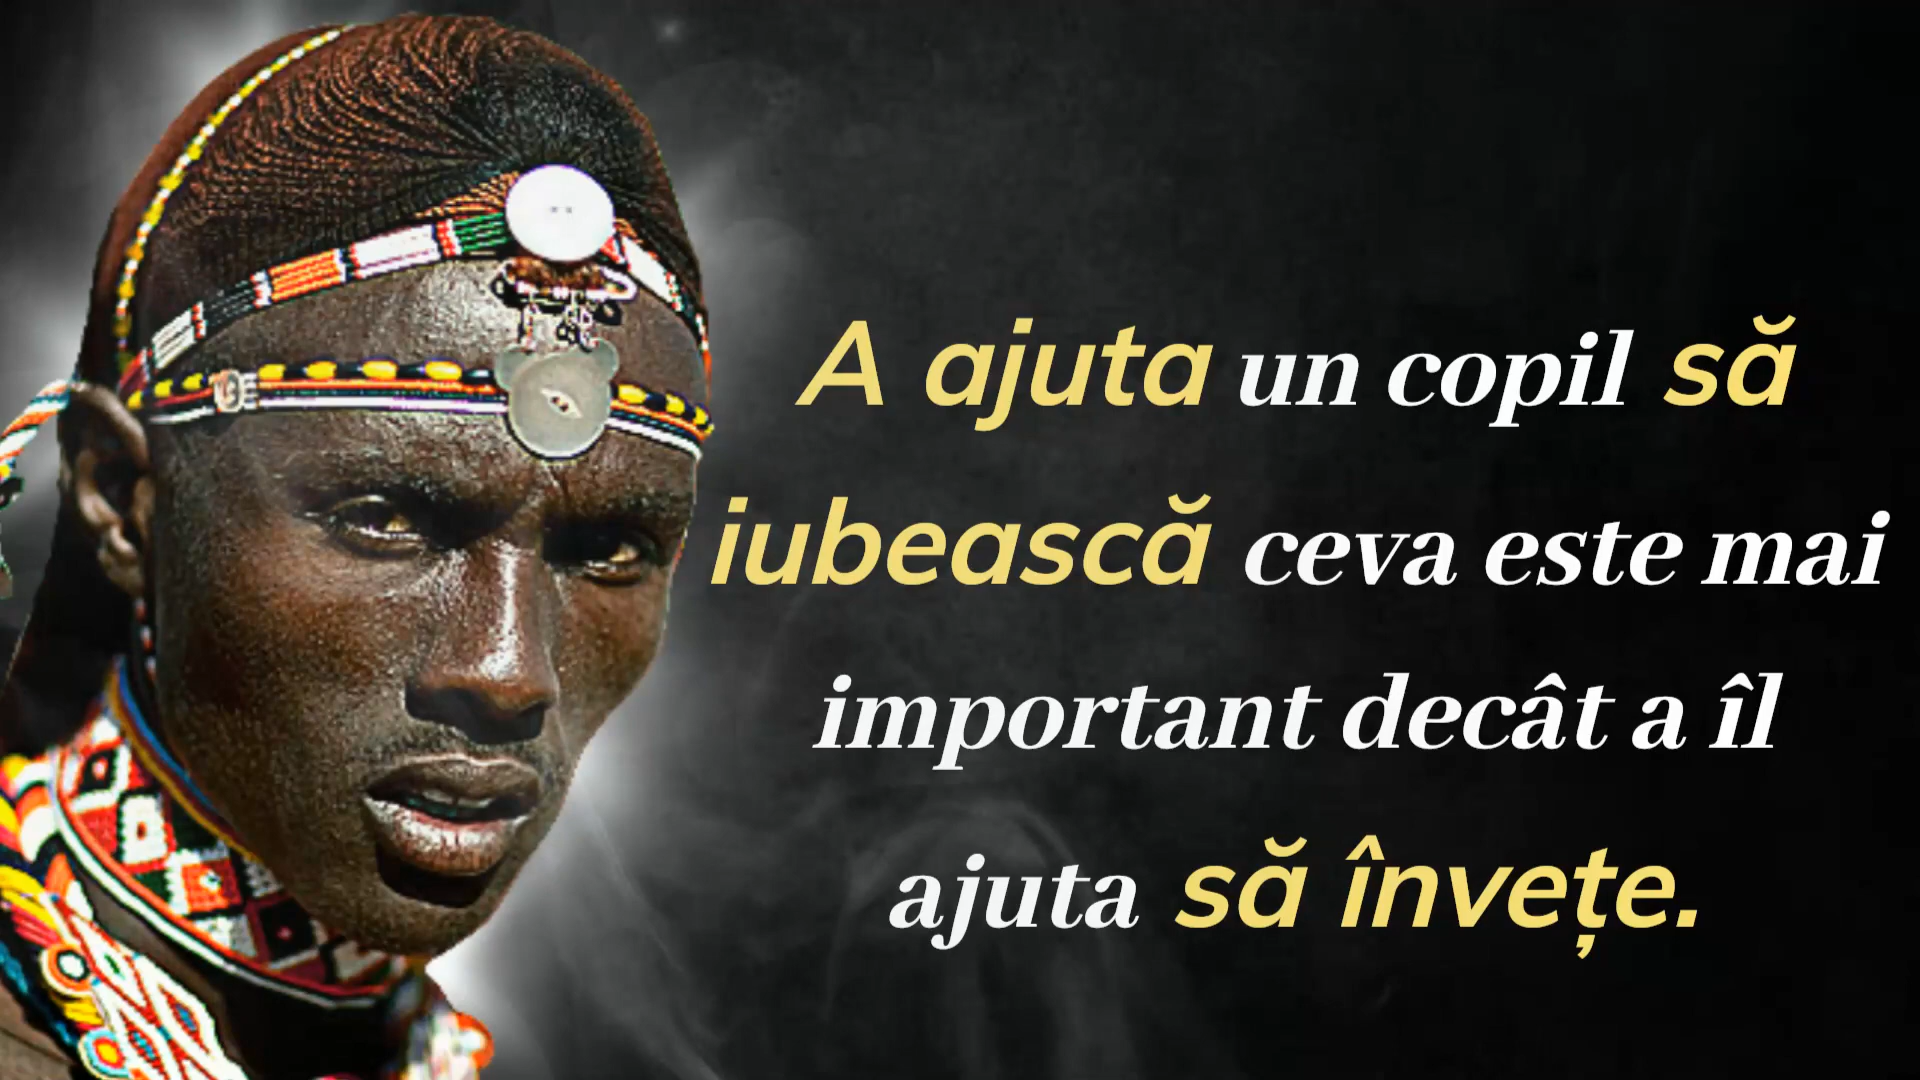 A ajuta un copil să
iubească ceva este mai
important decât a îl
ajuta să învețe.